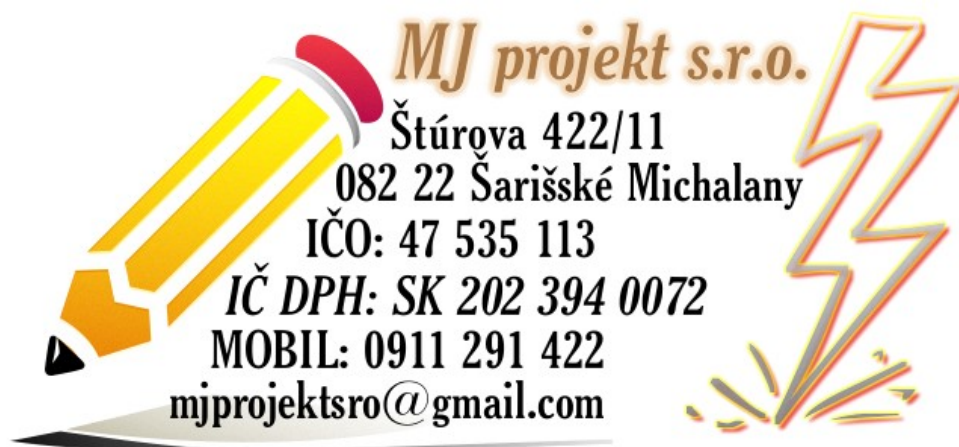 MJ projekt s.r.o.
Štúrova 422/11
082 22 Šarišské Michalany
IČO: 47 535 113
IČ DPH: SK 202 394 0072
MOBIL: 0911 291 422
mjprojektsro@gmail.com